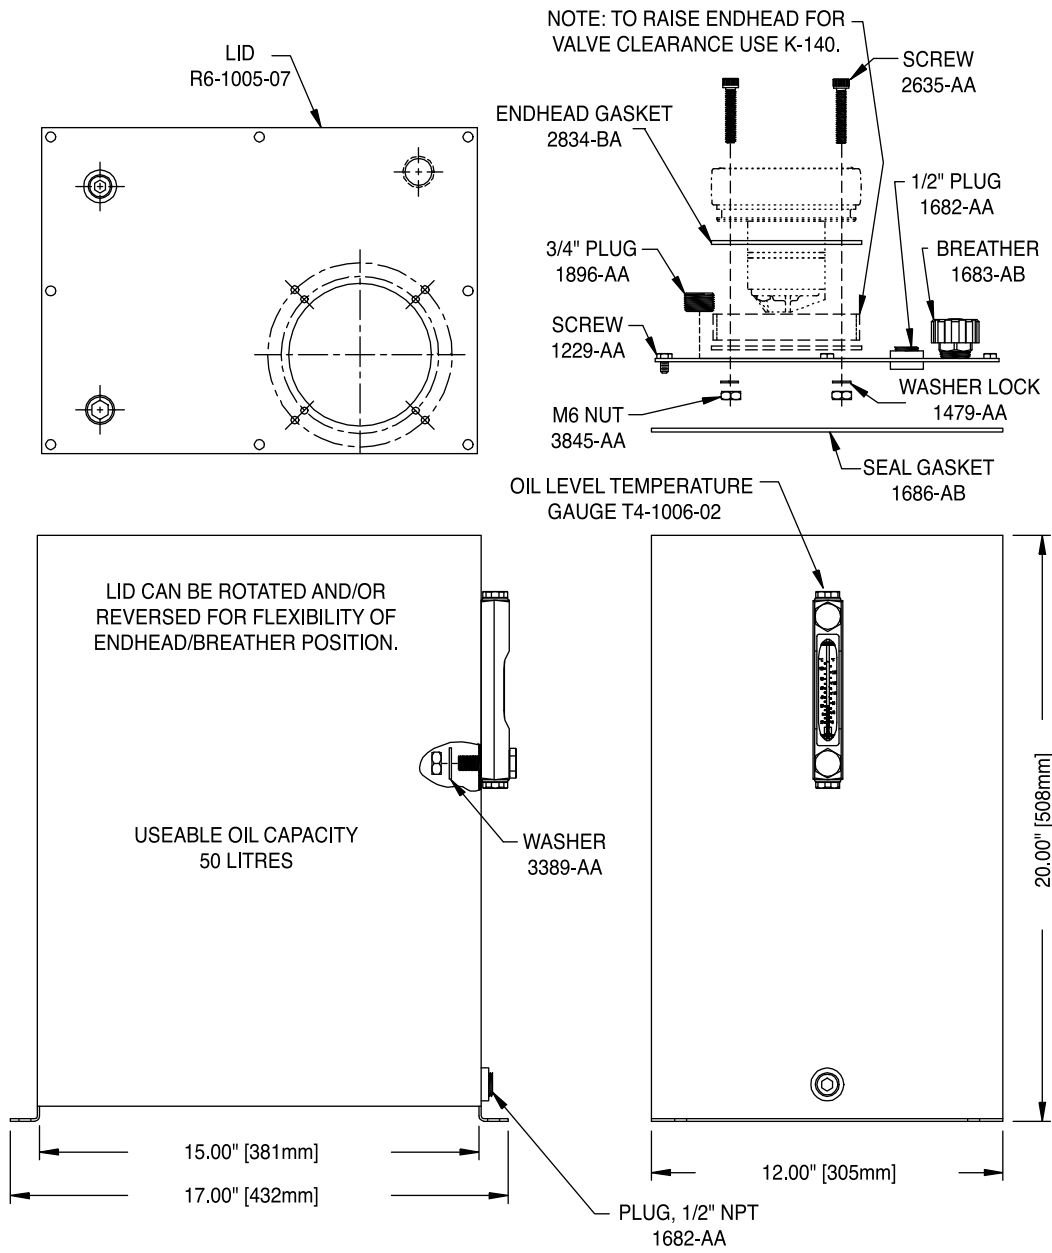 NOTE: TO RAISE ENDHEAD FOR
VALVE CLEARANCE USE K-140.
LID
R6-1005-07
SCREW
2635-AA
ENDHEAD GASKET
2834-BA
1/2" PLUG
1682-AA
3/4" PLUG
1896-AA
BREATHER
1683-AB
SCREW
1229-AA
M6 NUT
3845-AA
WASHER LOCK
1479-AA
SEAL GASKET
1686-AB
OIL LEVEL TEMPERATURE
GAUGE T4-1006-02
LID CAN BE ROTATED AND/OR
REVERSED FOR FLEXIBILITY OF
ENDHEAD/BREATHER POSITION.
USEABLE OIL CAPACITY
50 LITRES
WASHER
3389-AA
20.00" [508mm]
15.00" [381mm]
17.00" [432mm]
12.00" [305mm]
PLUG, 1/2" NPT
1682-AA